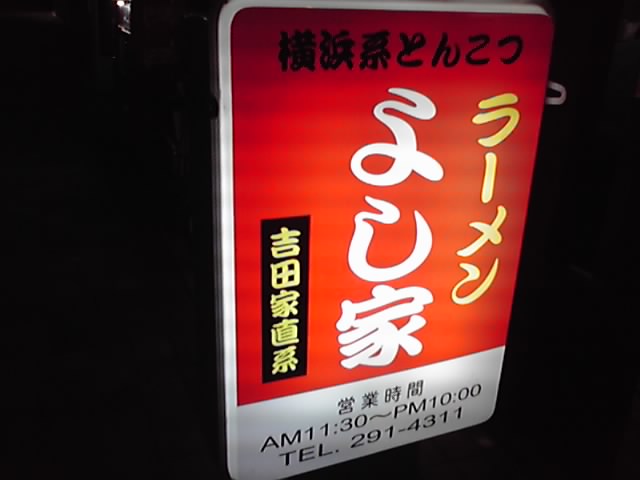 横浜系とんこつ
ラーメン
よし家
吉田家直系
営業時間
AM11:30～PM10:00
TEL. 291-4311